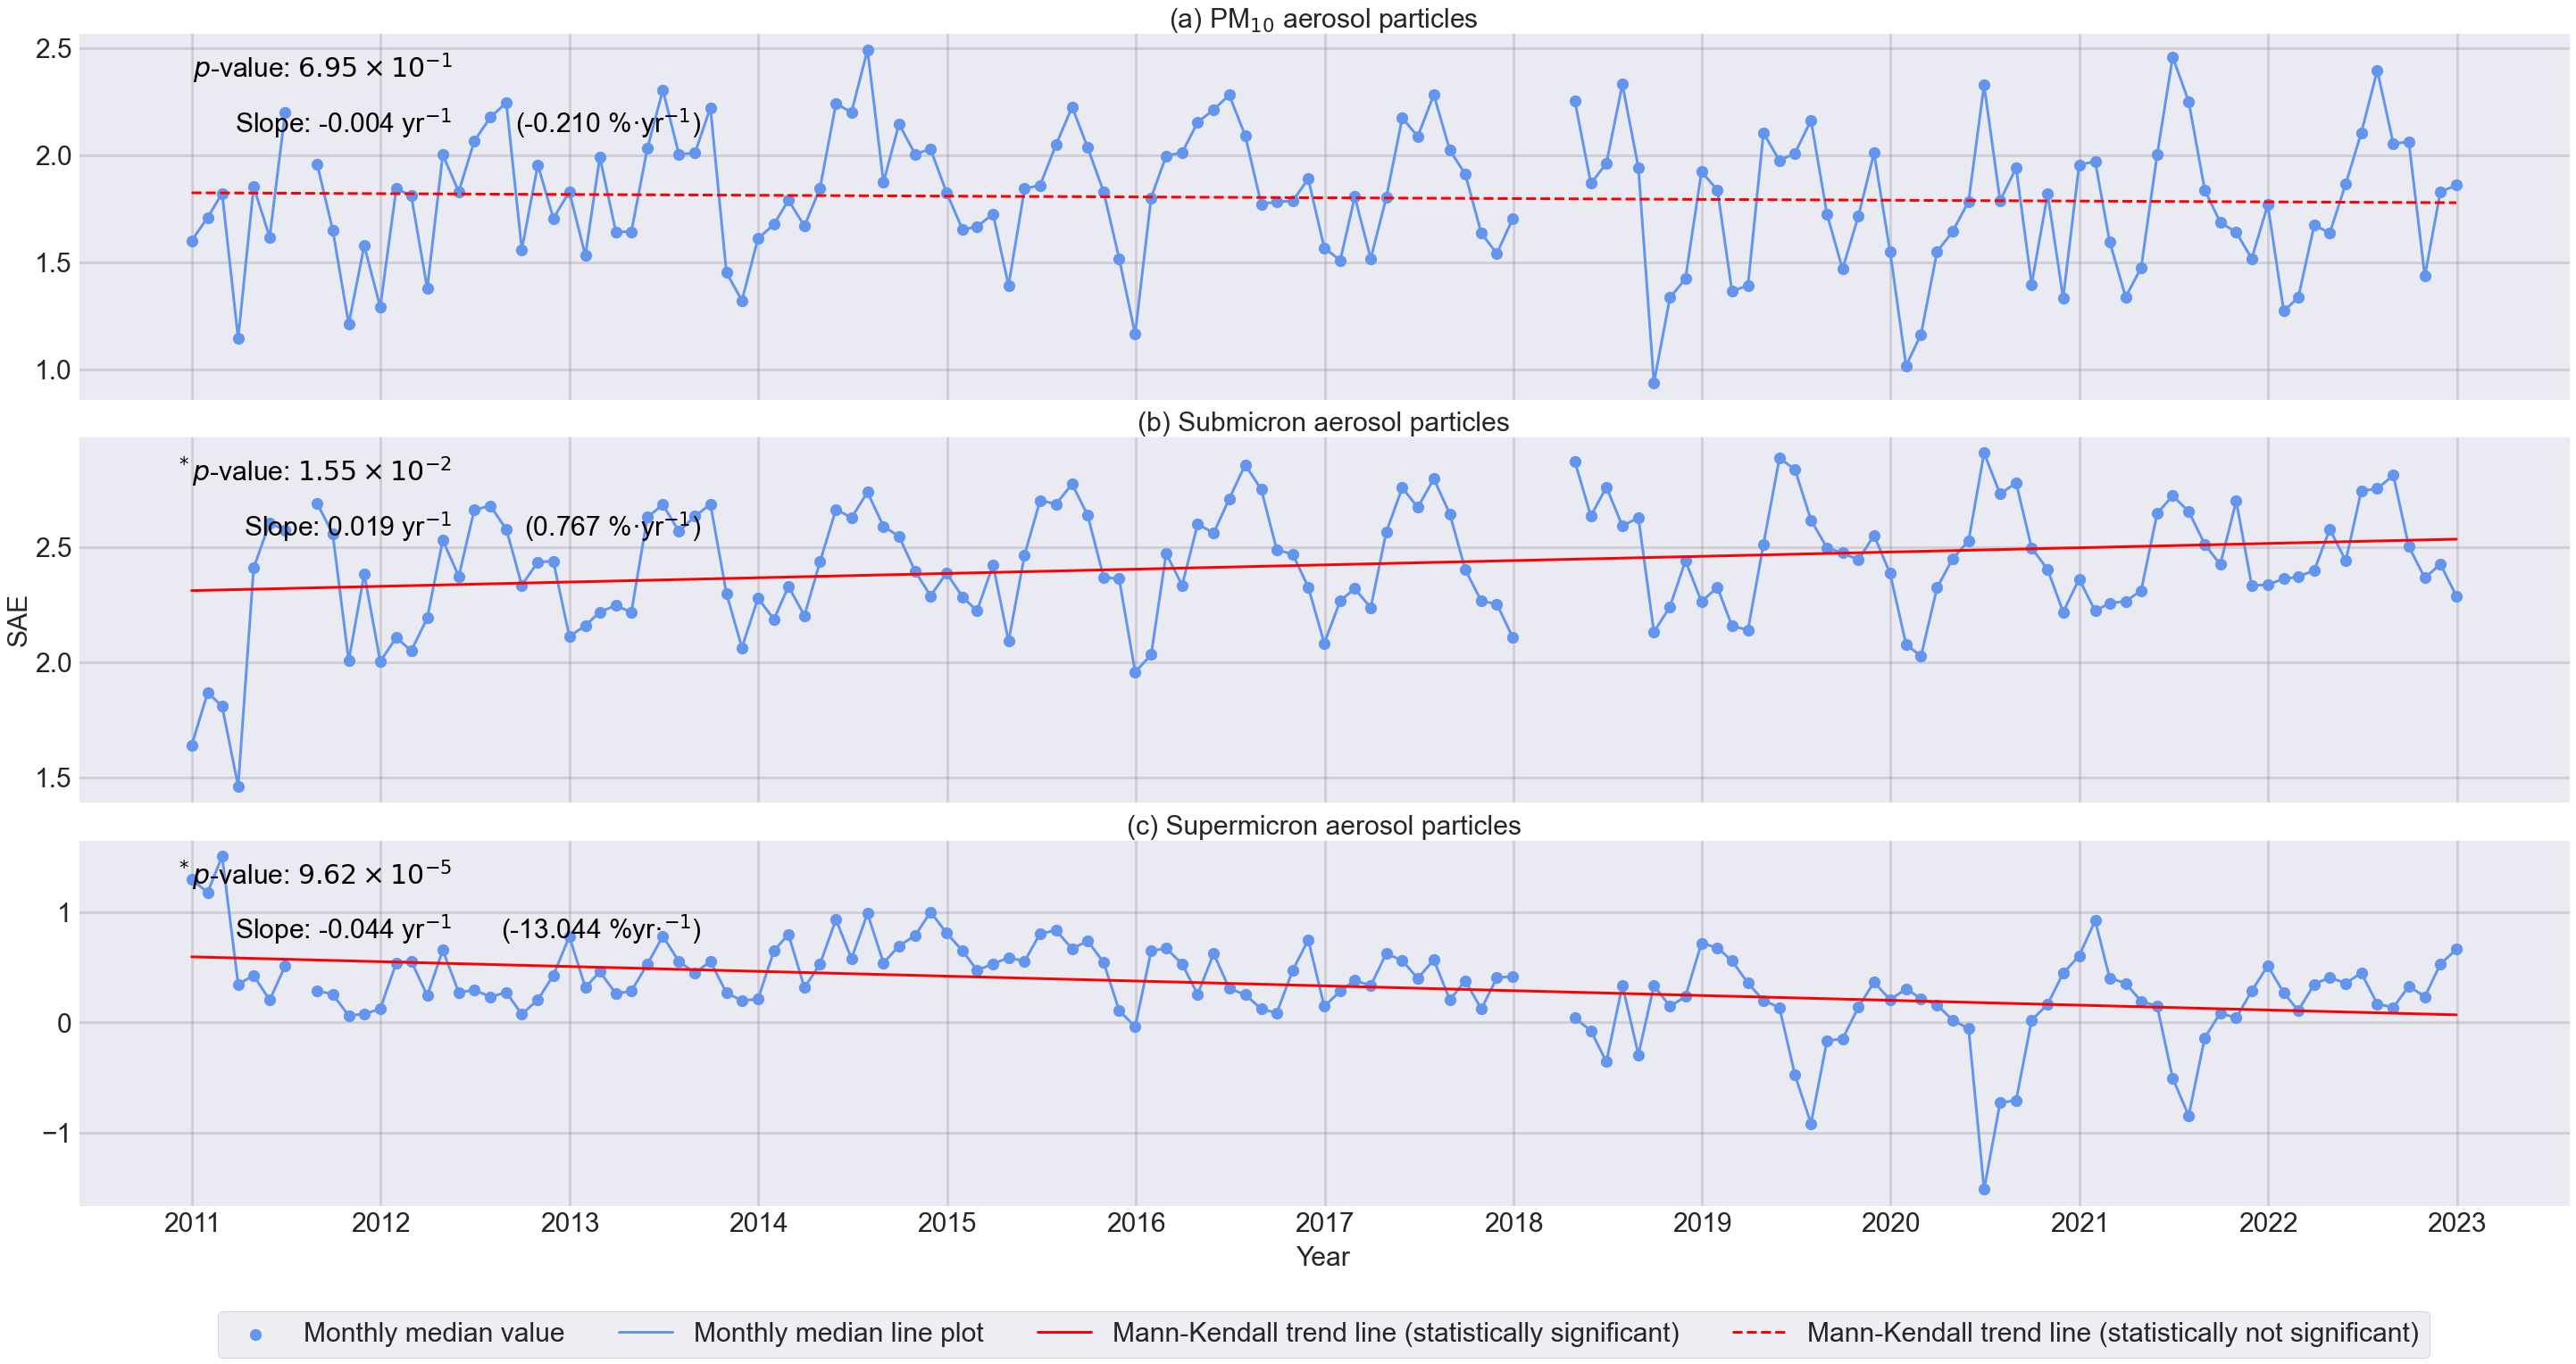 (a) PM₁₀ aerosol particles
2.5
p-value: 6.95 × 10⁻¹
Slope: -0.004 yr⁻¹ (-0.210 %·yr⁻¹)
2.0
1.5
1.0
(b) Submicron aerosol particles
*p-value: 1.55 × 10⁻²
Slope: 0.019 yr⁻¹ (0.767 %·yr⁻¹)
2.5
2.0
1.5
SAE
(c) Supermicron aerosol particles
*p-value: 9.62 × 10⁻⁵
Slope: -0.044 yr⁻¹ (-13.044 %yr·⁻¹)
1
0
−1
2011 2012 2013 2014 2015 2016 2017 2018 2019 2020 2021 2022 2023
Year
Monthly median value Monthly median line plot Mann-Kendall trend line (statistically significant) Mann-Kendall trend line (statistically not significant)